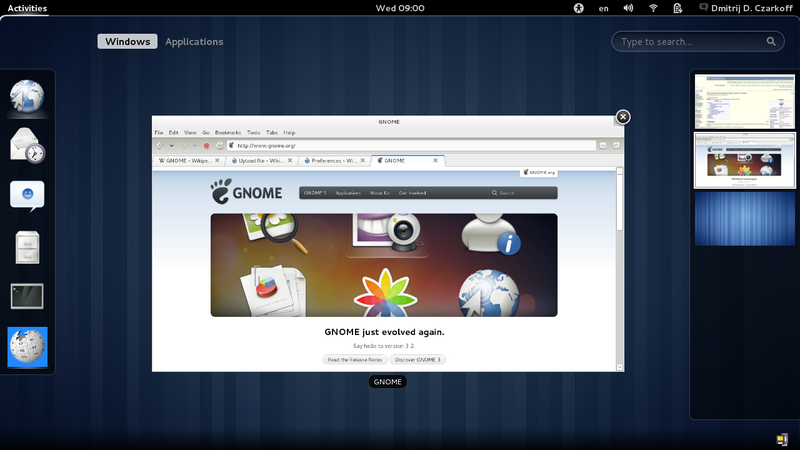 Activities
Wed 09:00
en
Dmitrij D. Czarkoff
Windows Applications
Type to search...
GNOME
File Edit View Go Bookmarks Tools Tabs Help
http://www.gnome.org/
W GNOME – Wikipe...
Upload file – Wiki...
Preferences – Wi...
GNOME
GNOME.org
GNOME
GNOME 3 Applications About Us Get Involved
Search
GNOME just evolved again.
Say hello to version 3.2.
Read the Release Notes
Discover GNOME 3
GNOME